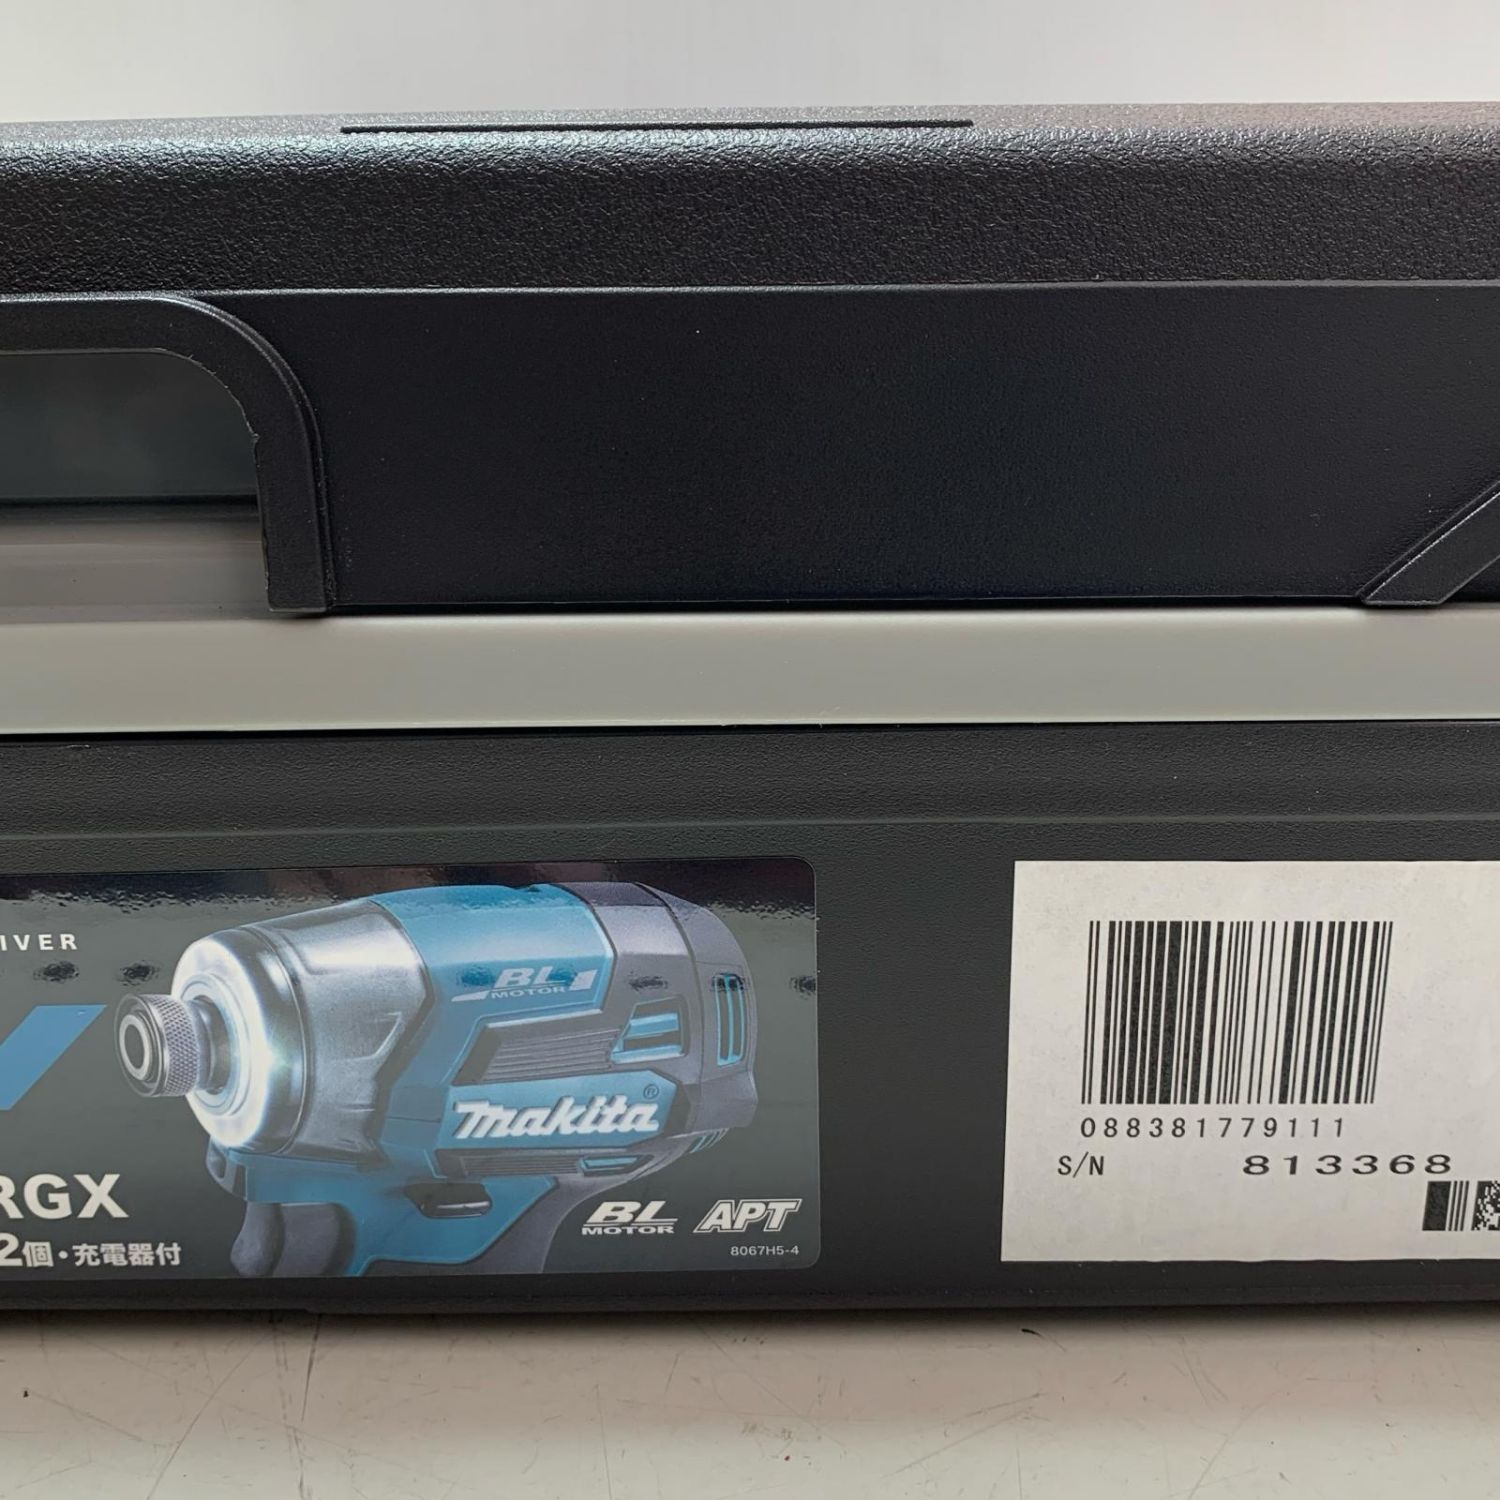 IVER
BL
MOTOR
makita®
RGX
2個・充電器付
BL
MOTOR
APT
8067H5-4
088381779111
S/N 813368